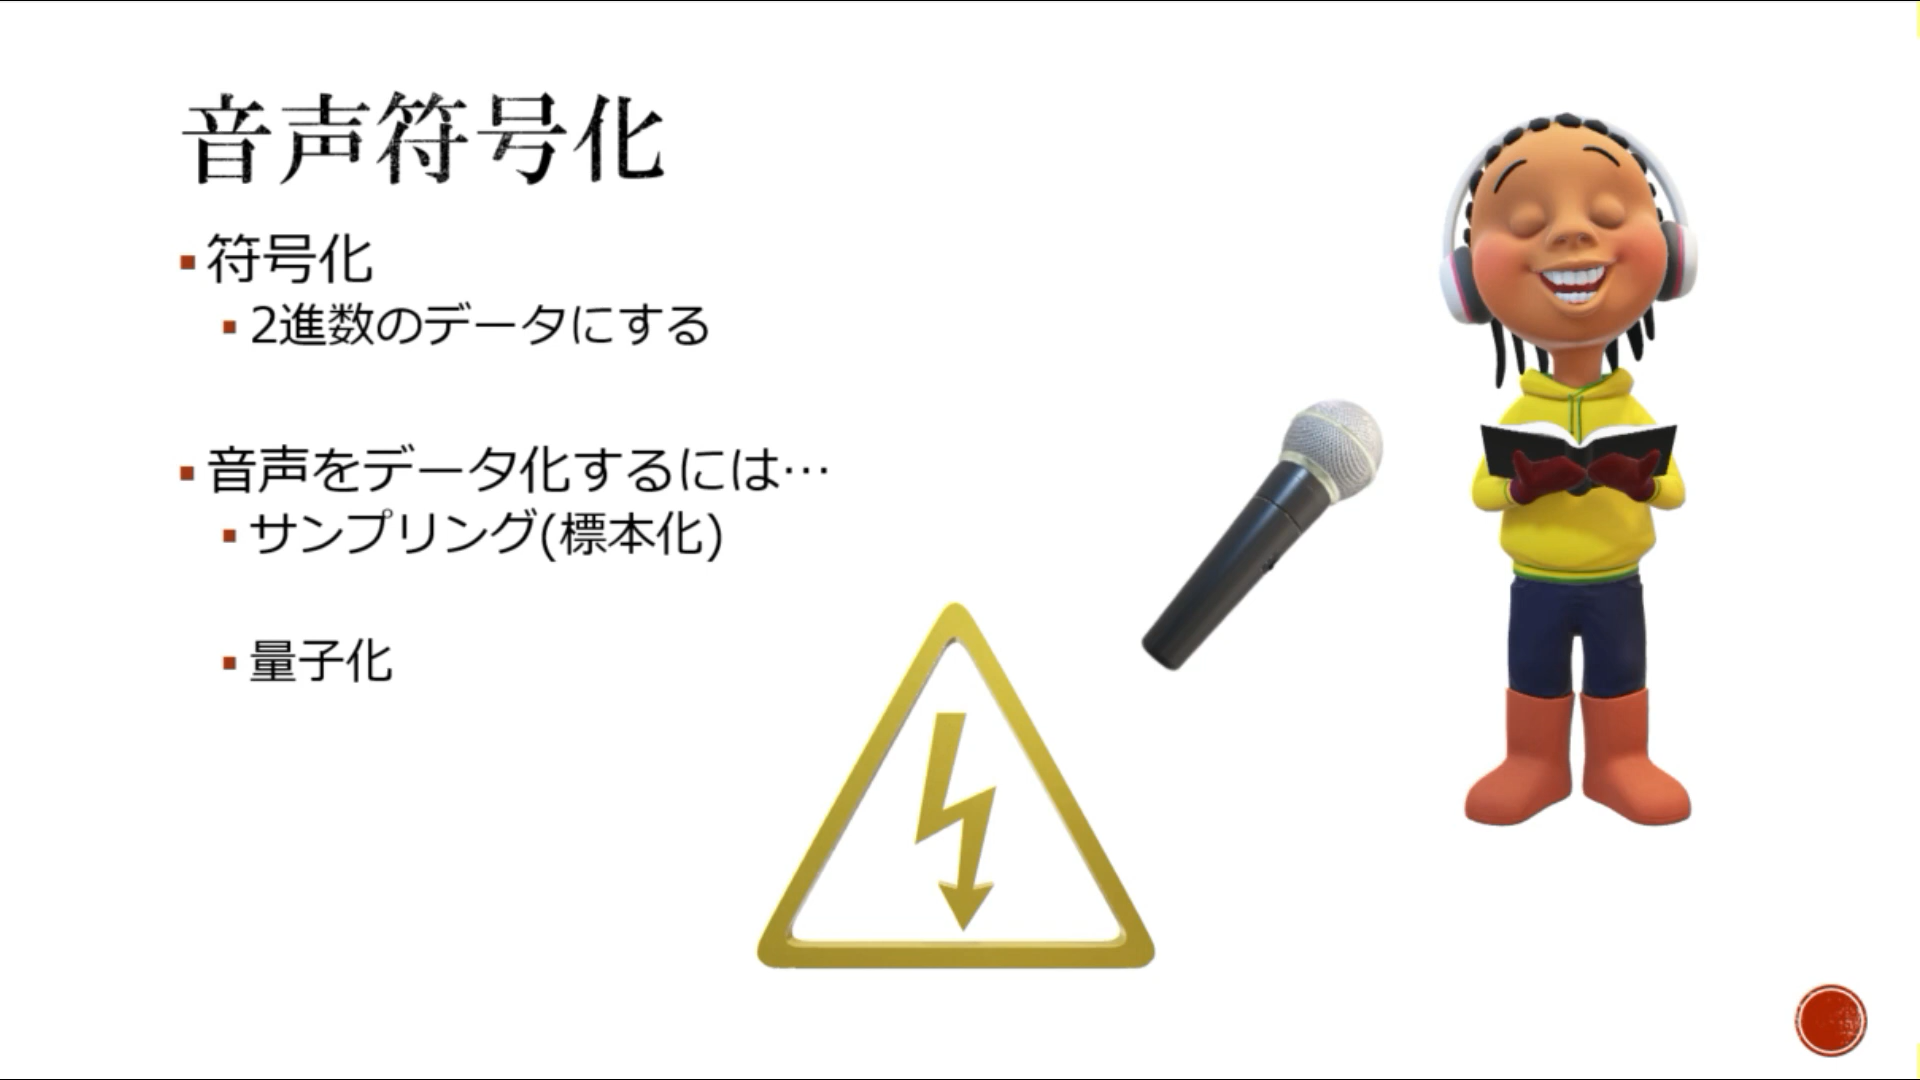 音声符号化
符号化
2進数のデータにする
音声をデータ化するには…
サンプリング(標本化)
量子化